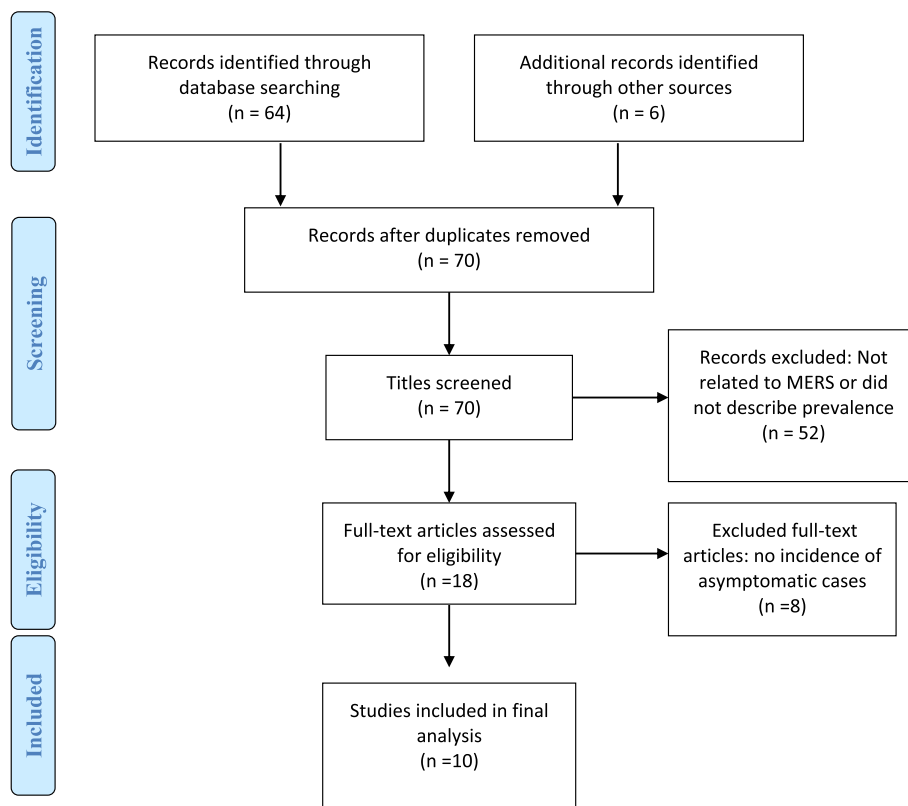 Identification
Records identified through
database searching
(n = 64)
Additional records identified
through other sources
(n = 6)
Screening
Records after duplicates removed
(n = 70)
Titles screened
(n = 70)
Records excluded: Not
related to MERS or did
not describe prevalence
(n = 52)
Eligibility
Full-text articles assessed
for eligibility
(n =18)
Excluded full-text
articles: no incidence of
asymptomatic cases
(n =8)
Included
Studies included in final
analysis
(n =10)